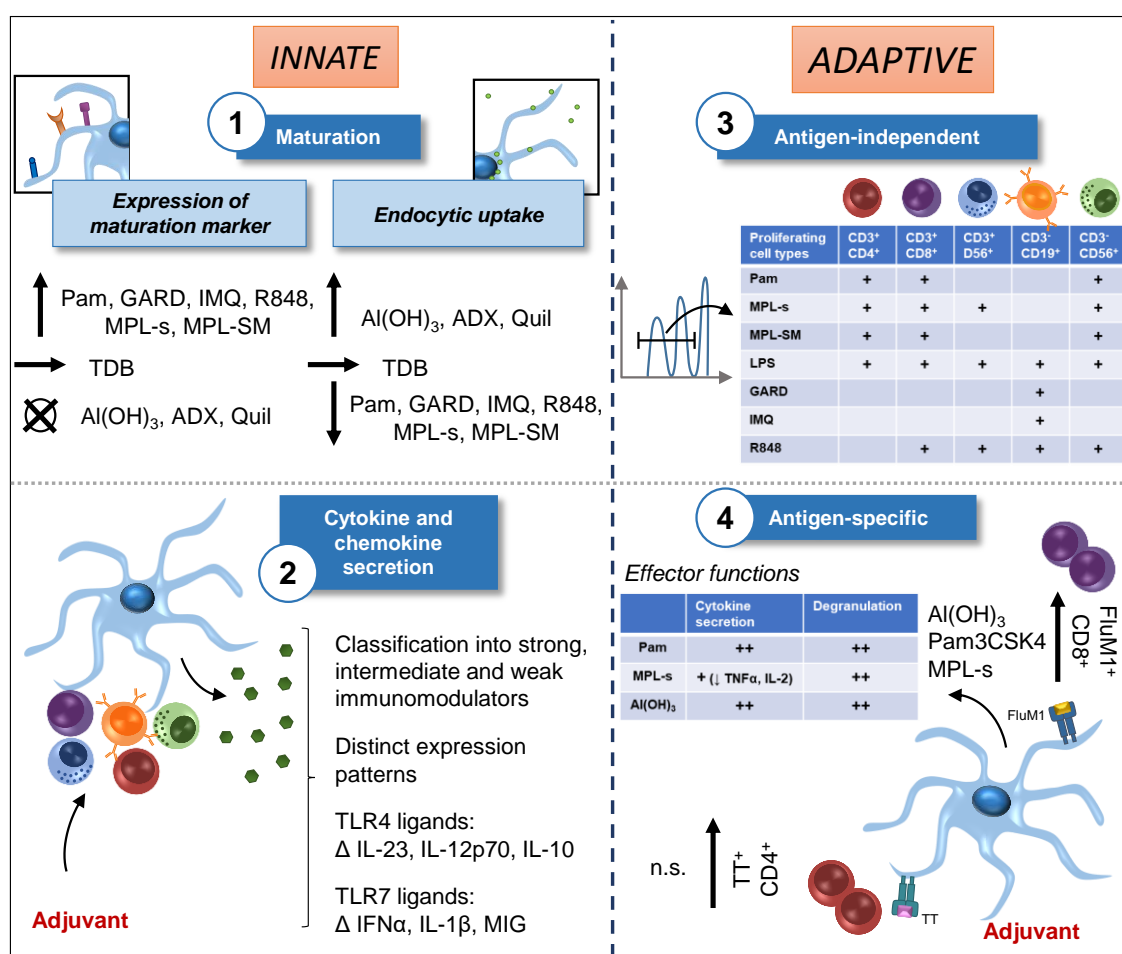 INNATE
1
Maturation
Expression of
maturation marker
Endocytic uptake
Pam, GARD, IMQ, R848,
MPL-s, MPL-SM
TDB
Al(OH)₃, ADX, Quil
Al(OH)₃, ADX, Quil
TDB
Pam, GARD, IMQ, R848,
MPL-s, MPL-SM
ADAPTIVE
3
Antigen-independent
Proliferating cell types | CD3⁺ CD4⁺ | CD3⁺ CD8⁺ | CD3⁺ D56⁺ | CD3⁻ CD19⁺ | CD3⁻ CD56⁺
Pam | + | + | | | +
MPL-s | + | + | + | | +
MPL-SM | + | + | | | +
LPS | + | + | + | + | +
GARD | | | | + |
IMQ | | | | + |
R848 | | + | + | + | +
2
Cytokine and
chemokine
secretion
Classification into strong,
intermediate and weak
immunomodulators
Distinct expression
patterns
TLR4 ligands:
Δ IL-23, IL-12p70, IL-10
TLR7 ligands:
Δ IFNα, IL-1β, MIG
Adjuvant
4
Antigen-specific
Effector functions
Cytokine secretion | Degranulation
Pam | ++ | ++
MPL-s | + (↓ TNFα, IL-2) | ++
Al(OH)₃ | ++ | ++
Al(OH)₃
Pam3CSK4
MPL-s
FluM1⁺
CD8⁺
FluM1
n.s.
TT⁺
CD4⁺
TT
Adjuvant